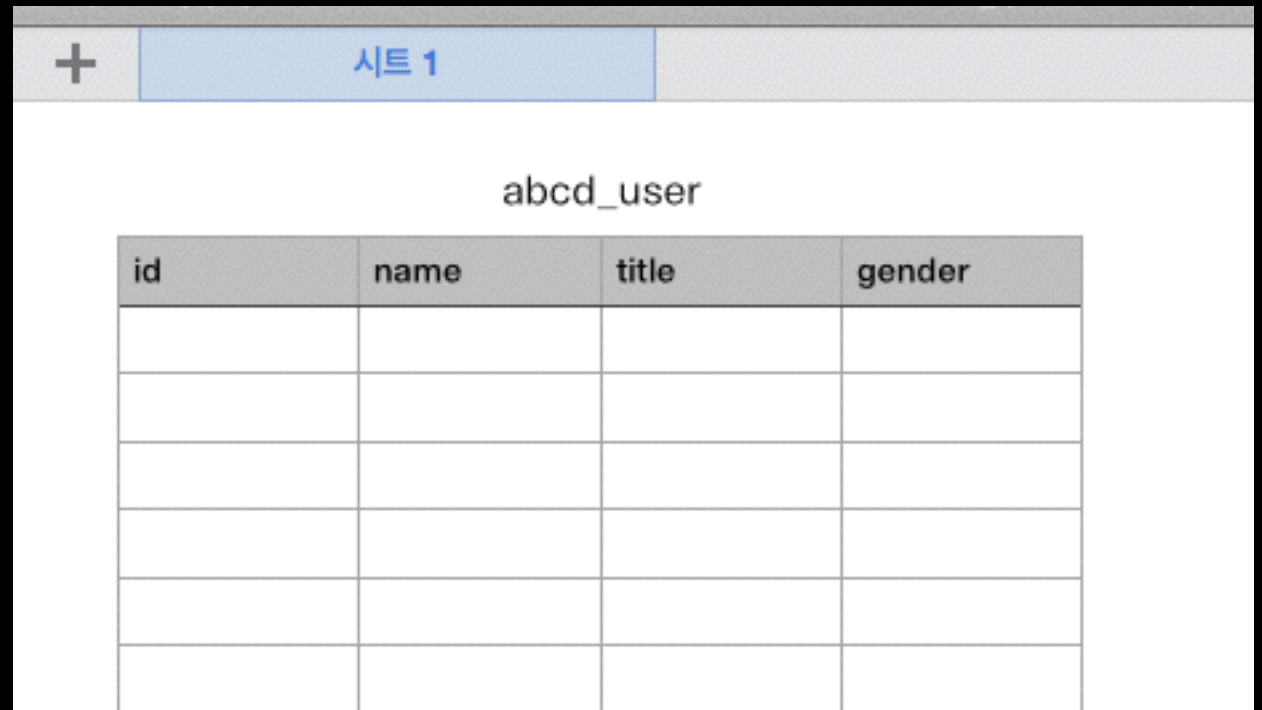 시트 1
abcd_user
id name title gender